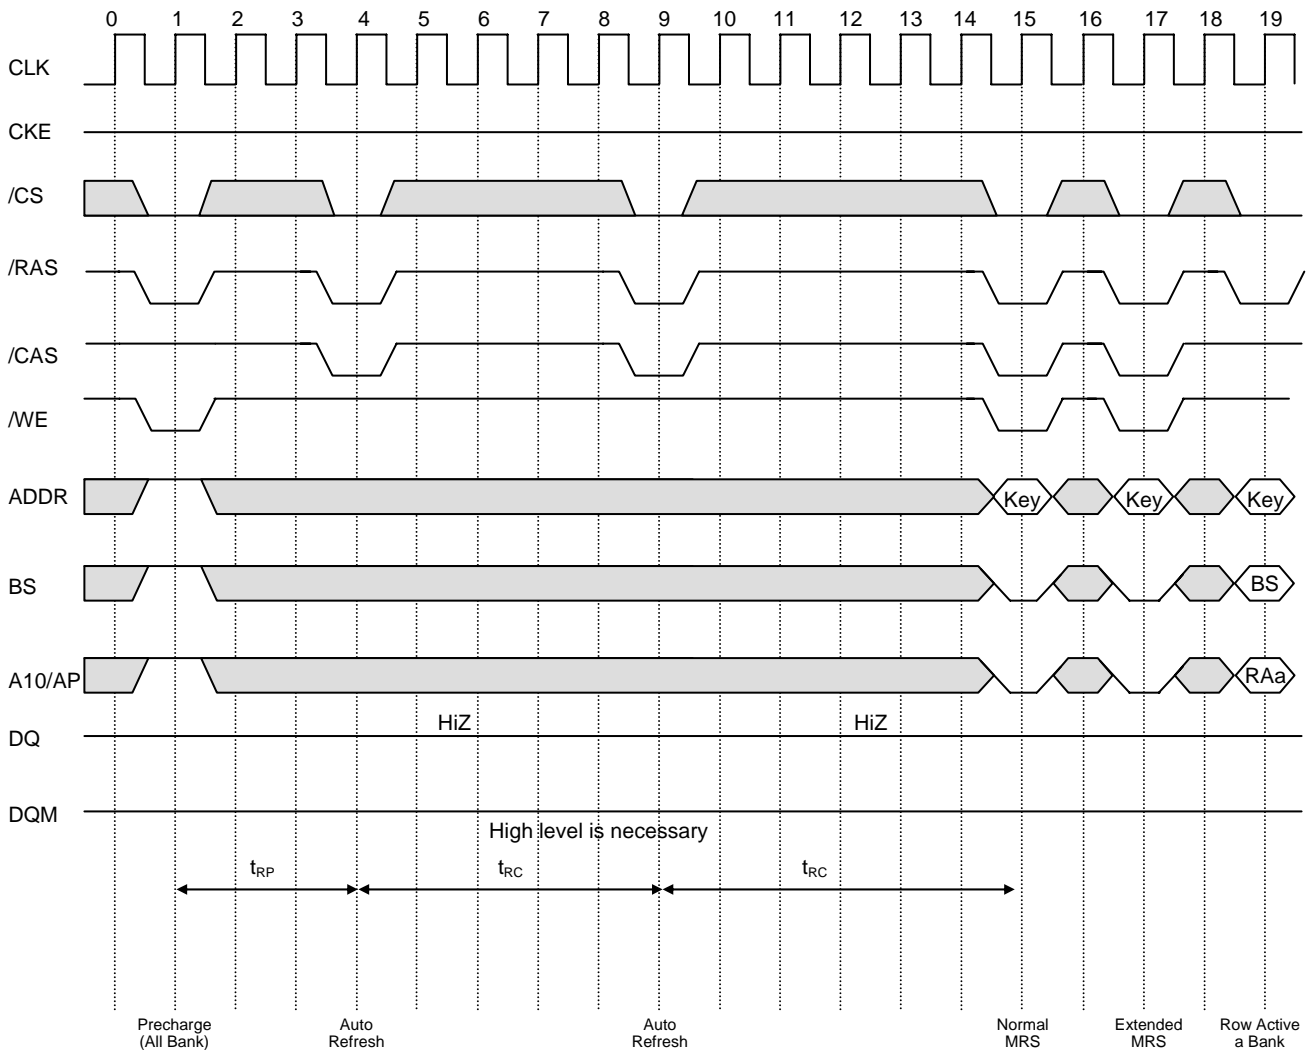 0 1 2 3 4 5 6 7 8 9 10 11 12 13 14 15 16 17 18 19
CLK
CKE
/CS
/RAS
/CAS
/WE
ADDR Key Key Key
BS BS
A10/AP RAa
HiZ HiZ
DQ
DQM
High level is necessary
tRP tRC tRC
Precharge Auto Auto Normal Extended Row Active
(All Bank) Refresh Refresh MRS MRS a Bank